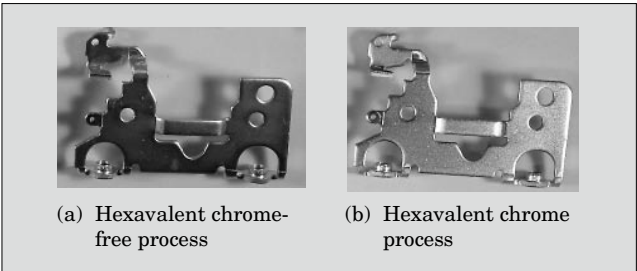 (a) Hexavalent chrome-
free process
(b) Hexavalent chrome
process